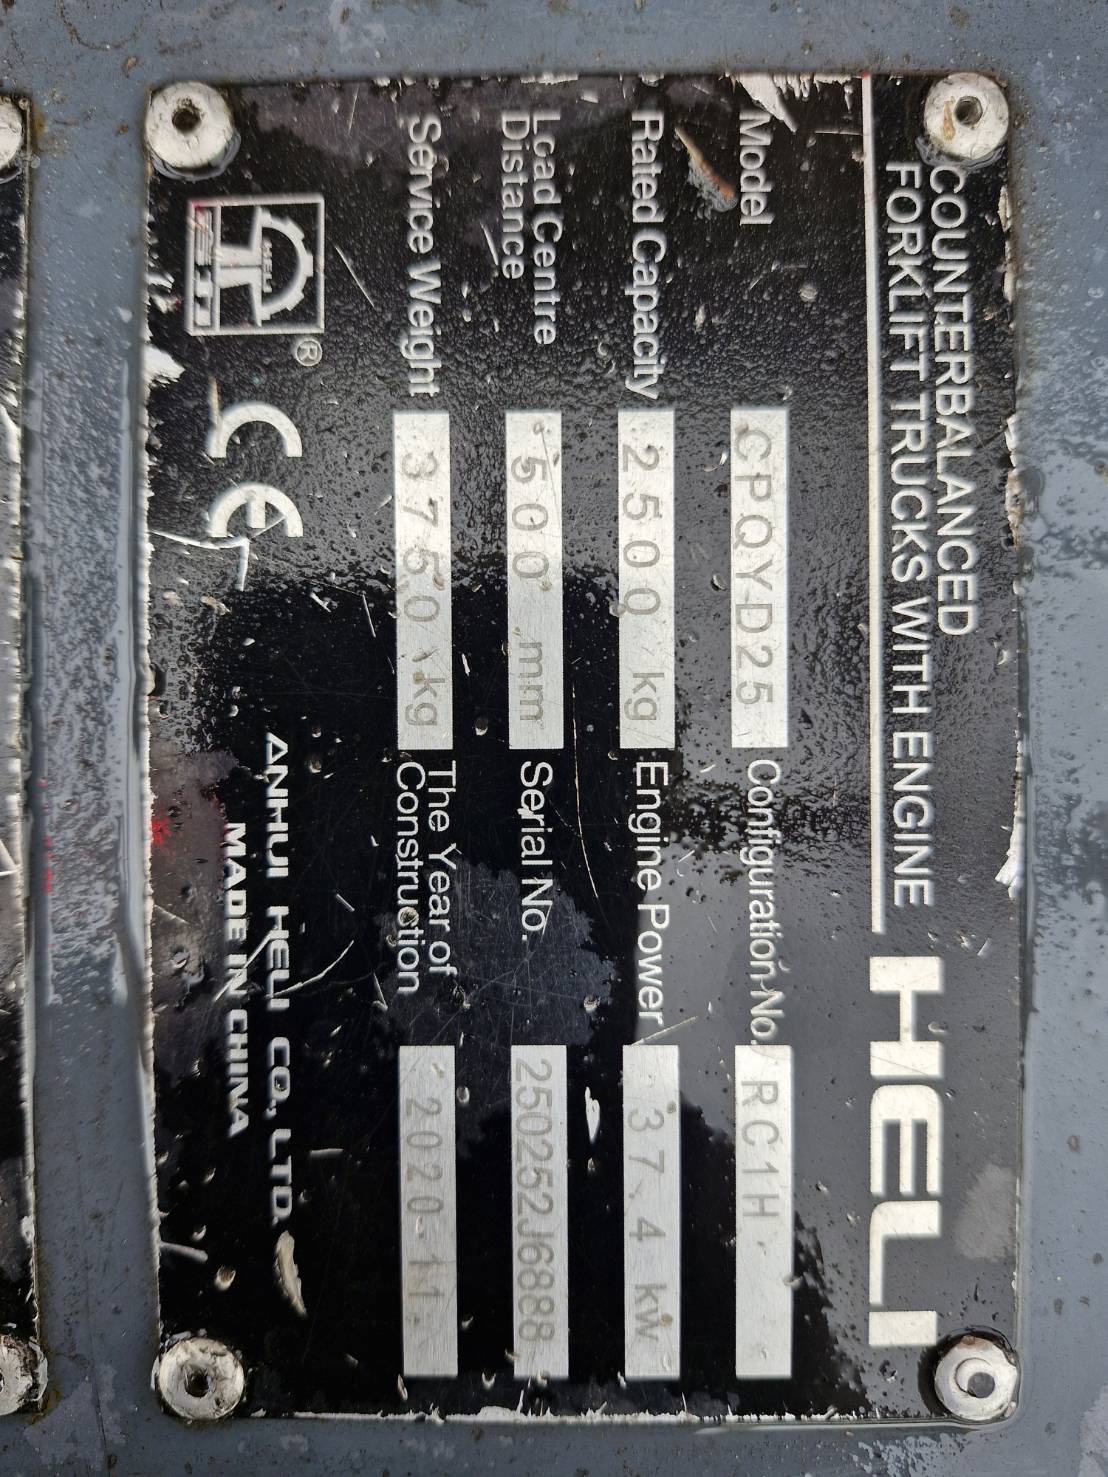 COUNTERBALANCED
FORKLIFT TRUCKS WITH ENGINE
HELI
Model CPQYD25 Configuration No. RC1H
Rated Capacity 2500 kg Engine Power 37.4 kw
Load Centre
Distance 500 mm Serial No. 250252J6888
Service Weight 3750 kg The Year of
Construction 2020.11
® CE
ANHUI HELI CO., LTD.
MADE IN CHINA